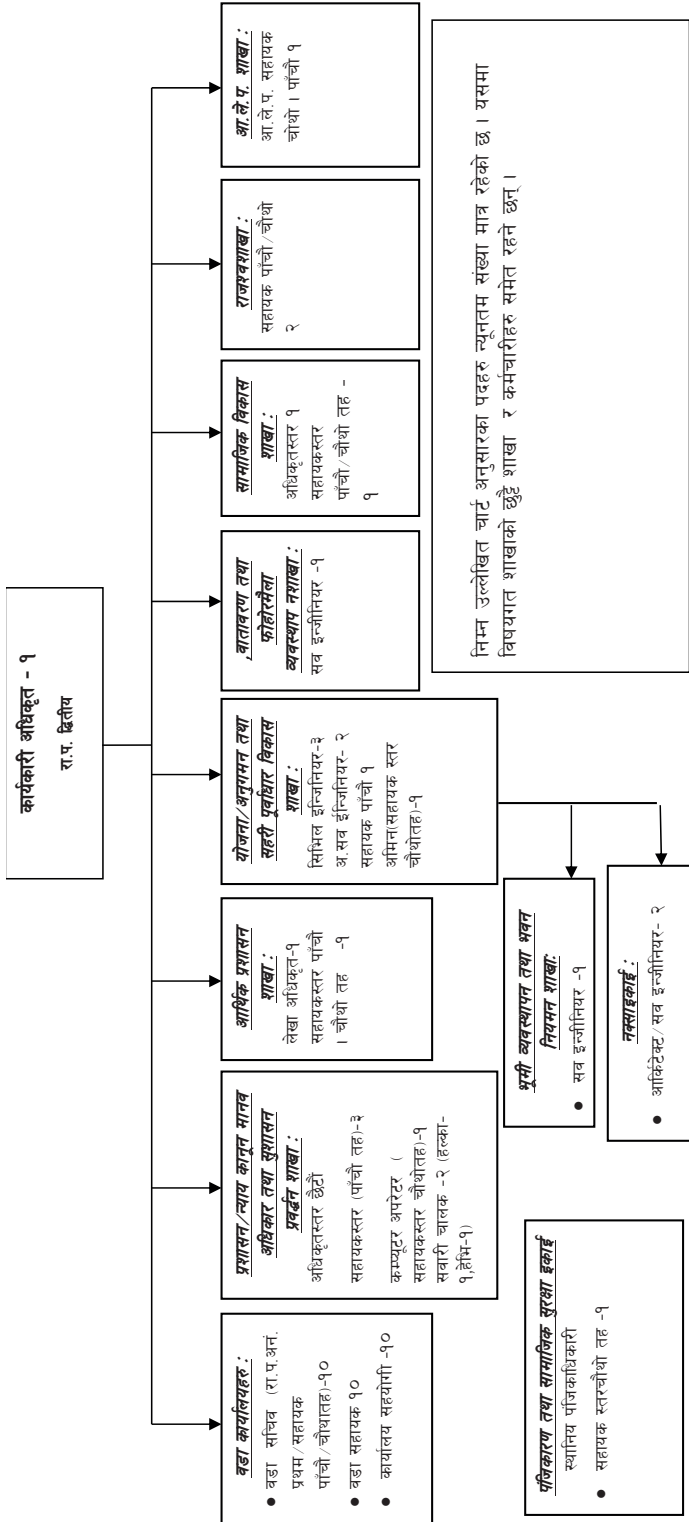 कार्यकारी अधिकृत - १
रा.प. द्वितीय
वडा कार्यालयहरु :
● वडा सचिव (रा.प.अनं.
प्रथम/सहायक
पाँचौ/चौथातह)-१०
● वडा सहायक १०
● कार्यालय सहयोगी -१०
प्रशासन/न्याय कानून मानव
अधिकार तथा सुशासन
प्रवर्द्धन शाखा :
अधिकृतस्तर छैटौं
सहायकस्तर (पाँचौ तह)-३
कम्प्यूटर अपरेटर (
सहायकस्तर चौथोतह)-१
सवारी चालक -२ (हल्का-
१,हेभि-१)
आर्थिक प्रशासन
शाखा :
लेखा अधिकृत-१
सहायकस्तर पाँचौ
। चौथो तह -१
योजना/अनुगमन तथा
सहरी पूर्वाधार विकास
शाखा :
सिभिल इन्जिनियर-३
अ.सव ईन्जिनियर- २
सहायक पाँचौ १
अमिन(सहायक स्तर
चौथोतह)-१
,वातावरण तथा
फोहोरमैला
व्यवस्थाप नशाखा :
सव इन्जीनियर -१
सामाजिक विकास
शाखा :
अधिकृतस्तर १
सहायकस्तर
पाँचौ/चौथो तह -
१
राजश्वशाखा :
सहायक पाँचौ/चौथो
२
आ.ले.प. शाखा :
आ.ले.प. सहायक
चोथो । पाँचौ १
पंजिकारण तथा सामाजिक सुरक्षा इकाई
स्थानिय पंजिकाधिकारी
● सहायक स्तरचौथो तह -१
भूमी व्यवस्थापन तथा भवन
नियमन शाखाः
● सव इन्जीनियर -१
नक्साइकाई :
● आर्किटेक्ट/सव इन्जीनियर- २
निम्न उल्लेखित चार्ट अनुसारका पदहरु न्यूनतम संख्या मात्र रहेको छ । यसमा
विषयगत शाखाको छुट्टै शाखा र कर्मचारीहरु समेत रहने छन् ।